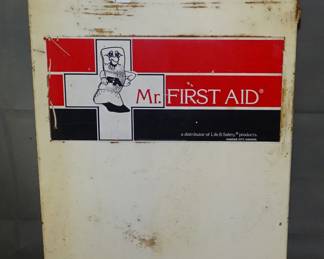 Mr. FIRST AID®
a distributor of Life & Safety® products.